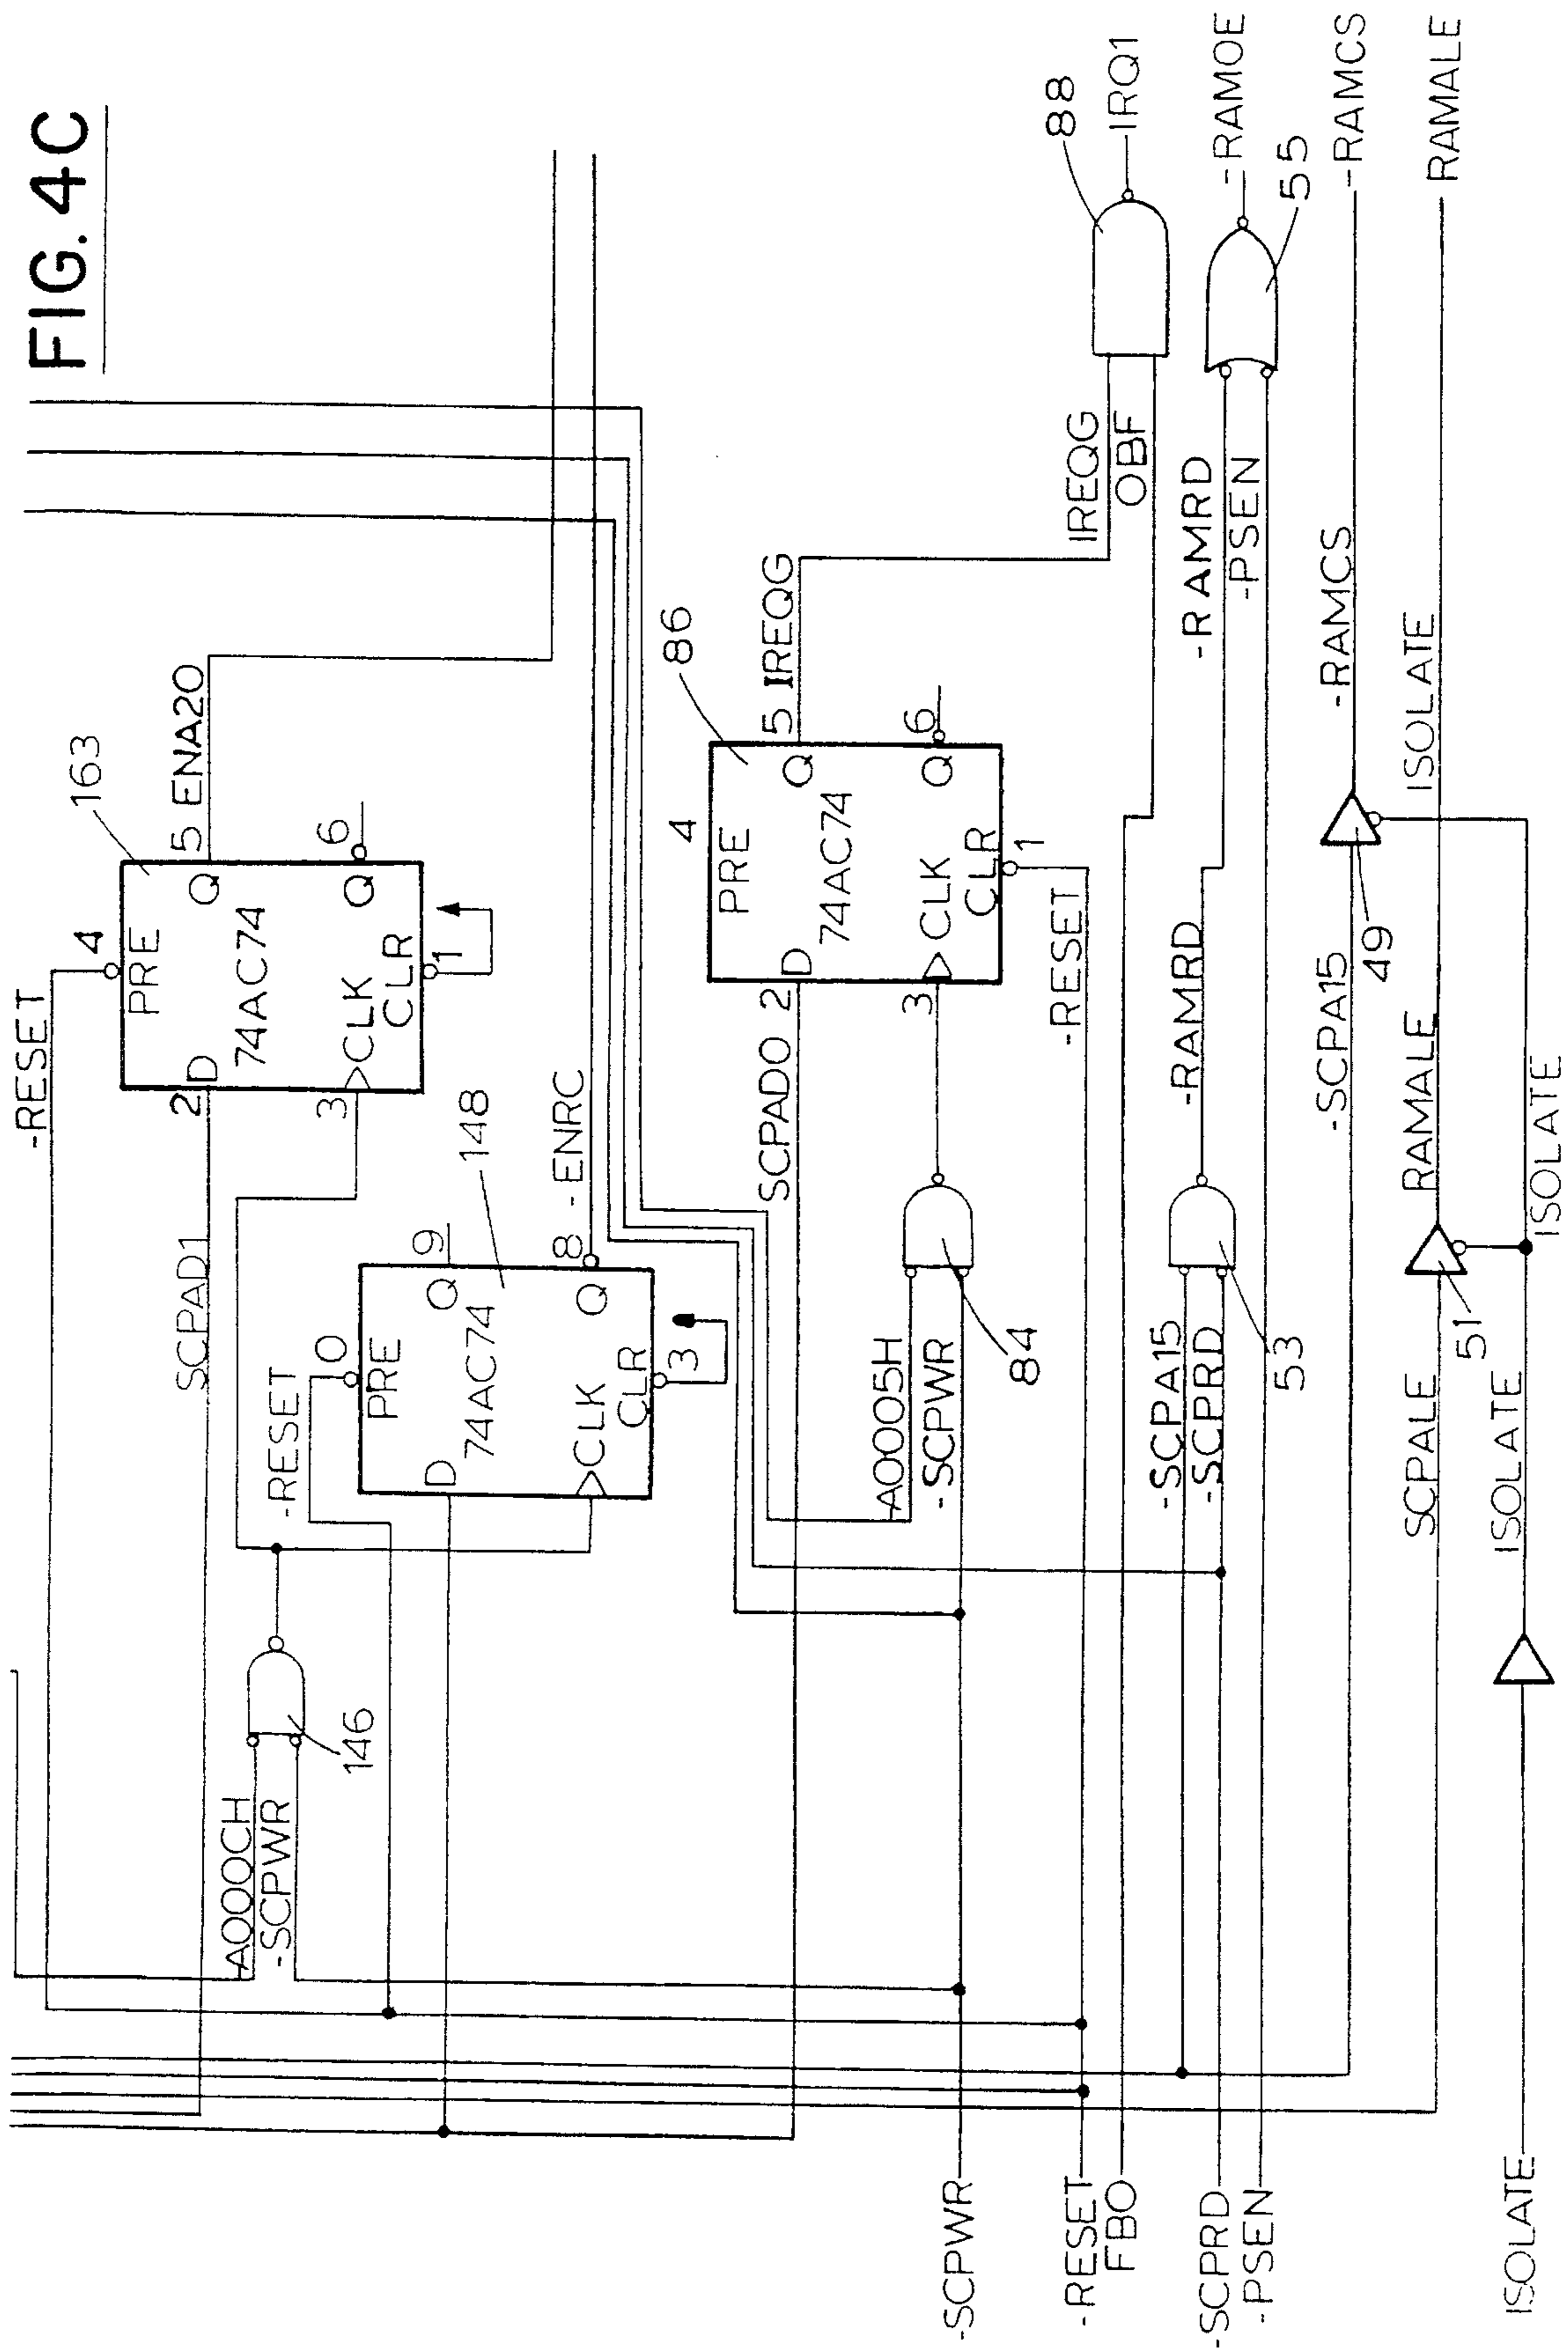 FIG. 4C
-RESET
163
4
PRE
2 D
Q
5 ENA20
74AC74
SCPAD1
3
CLK
CLR
1
Q
6
A000CH
-SCPWR
146
-RESET
148
0
PRE
D
Q
9
74AC74
CLK
CLR
3
Q
8 -ENRC
86
4
PRE
SCPAD0 2
D
Q
5 IREQG
74AC74
3
CLK
CLR
1
Q
6
A0005H
-SCPWR
84
-SCPWR
-RESET
-RESET
FBO
IREQG
OBF
88
-IRQ1
-SCPA15
-SCPRD
53
-RAMRD
-RAMRD
-PSEN
-RAMOE
55
-SCPRD
-PSEN
-SCPA15
49
-RAMCS
-RAMCS
SCPALE
51
RAMALE
ISOLATE
RAMALE
ISOLATE
ISOLATE
ISOLATE